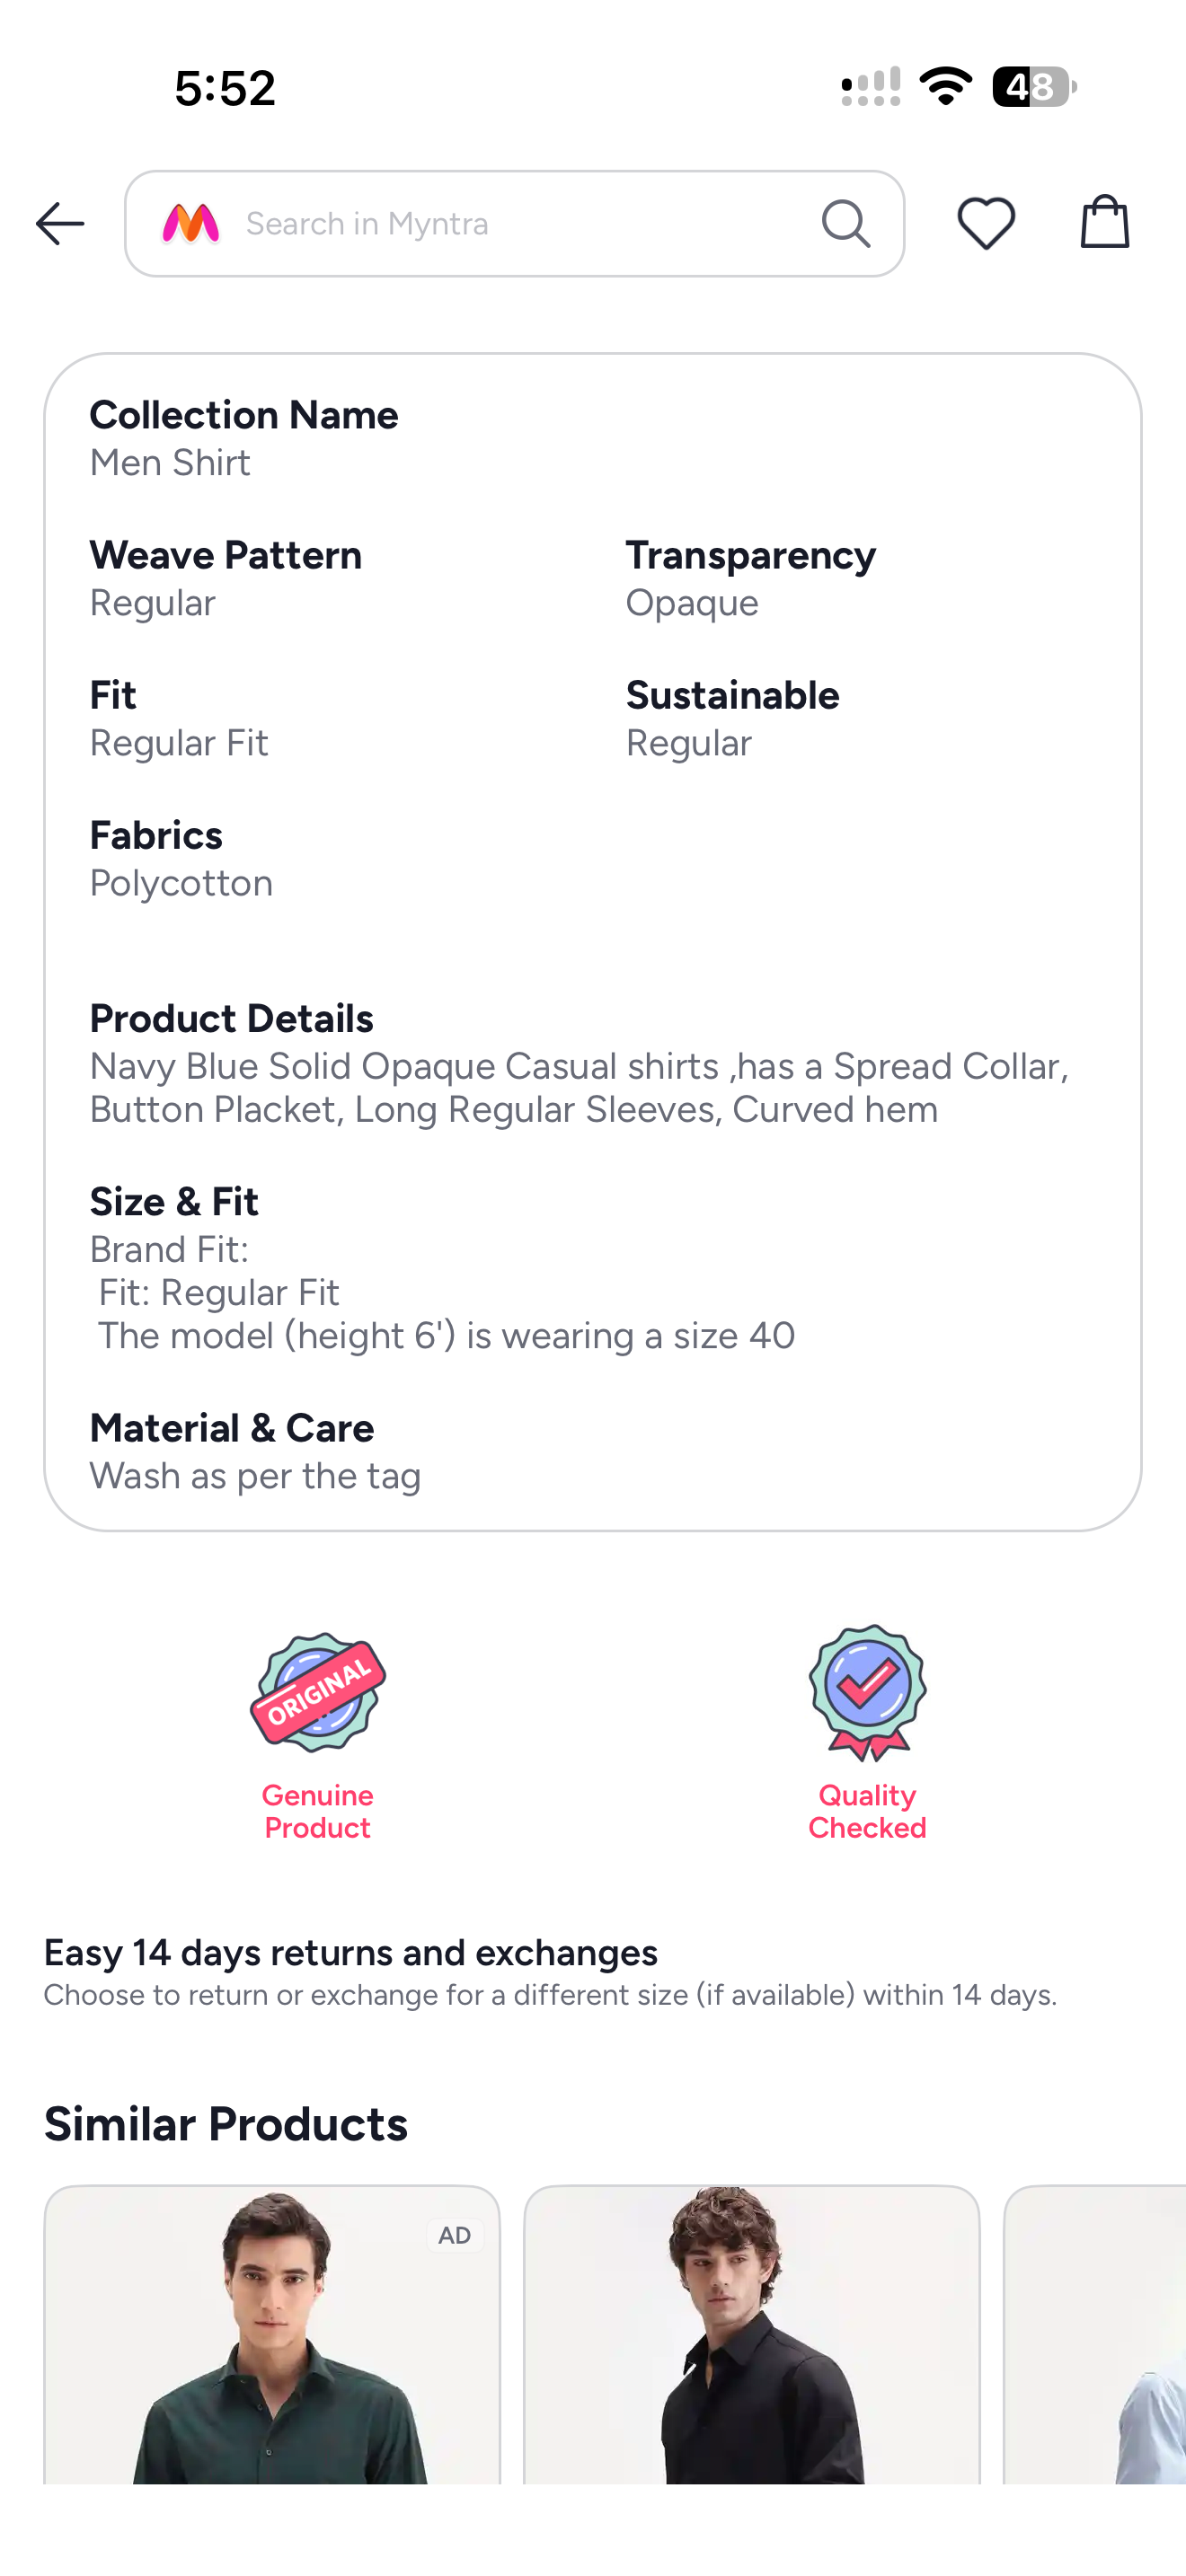 5:52
48
Search in Myntra
Collection Name
Men Shirt
Weave Pattern
Regular
Transparency
Opaque
Fit
Regular Fit
Sustainable
Regular
Fabrics
Polycotton
Product Details
Navy Blue Solid Opaque Casual shirts ,has a Spread Collar,
Button Placket, Long Regular Sleeves, Curved hem
Size & Fit
Brand Fit:
Fit: Regular Fit
The model (height 6') is wearing a size 40
Material & Care
Wash as per the tag
ORIGINAL
Genuine
Product
Quality
Checked
Easy 14 days returns and exchanges
Choose to return or exchange for a different size (if available) within 14 days.
Similar Products
AD